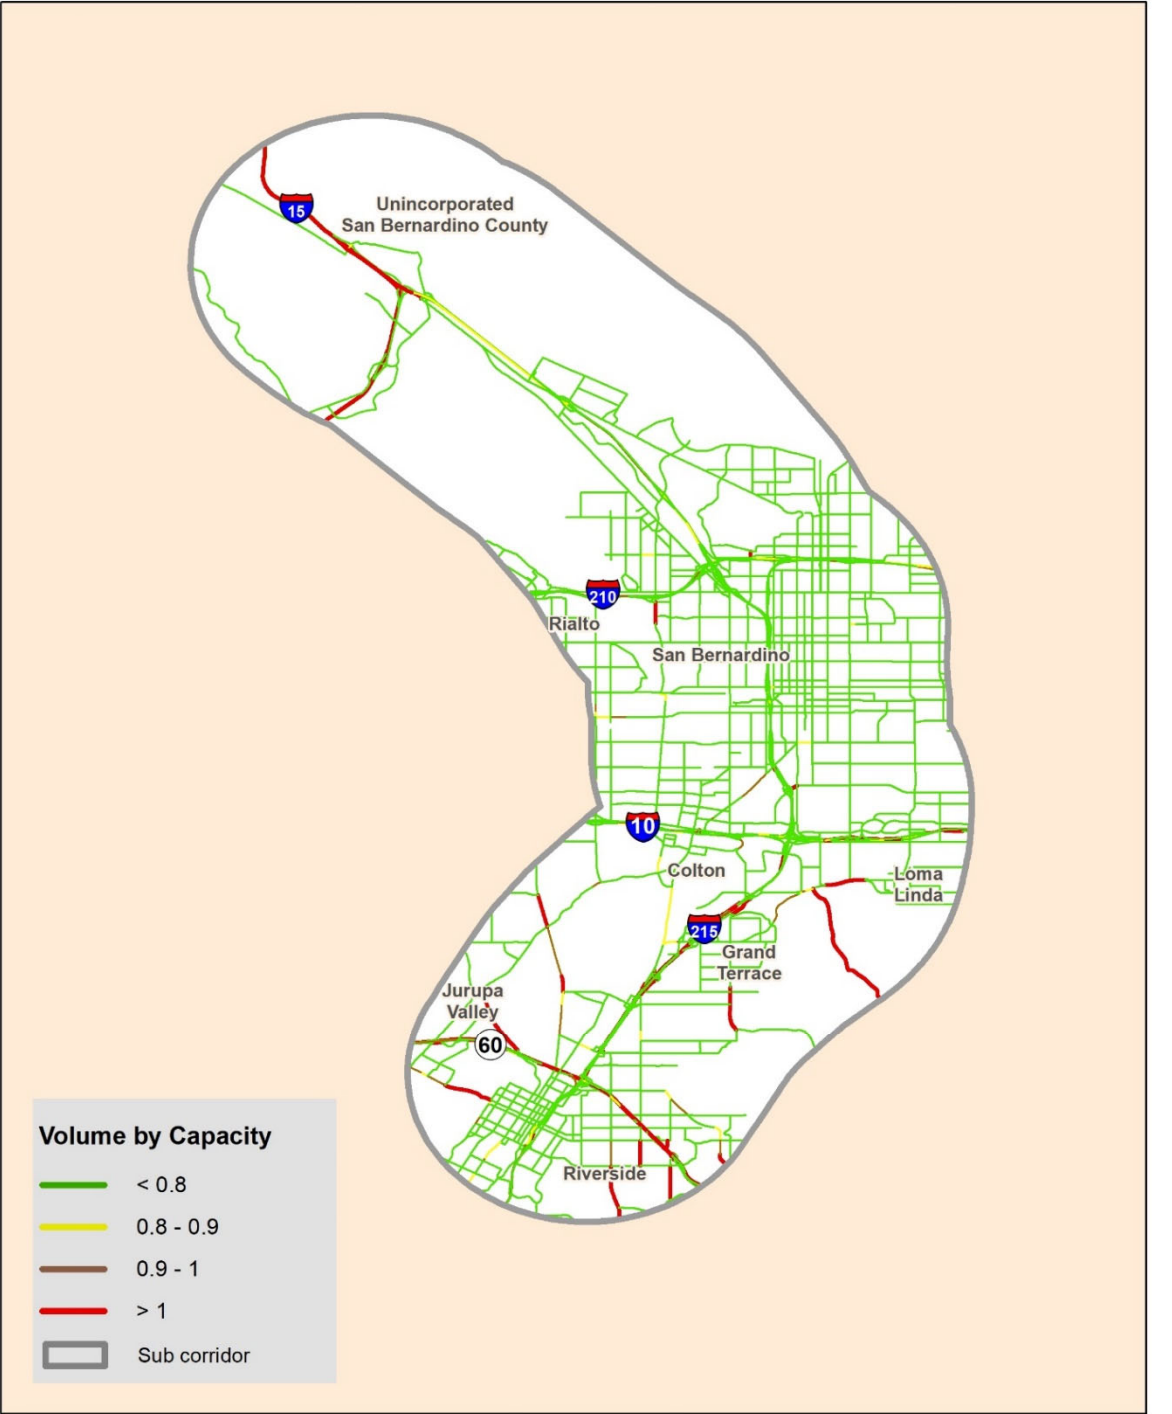 15
Unincorporated
San Bernardino County
210
Rialto
San Bernardino
10
Colton
Loma
Linda
215
Grand
Terrace
Jurupa
Valley
60
Riverside
Volume by Capacity
< 0.8
0.8 - 0.9
0.9 - 1
> 1
Sub corridor